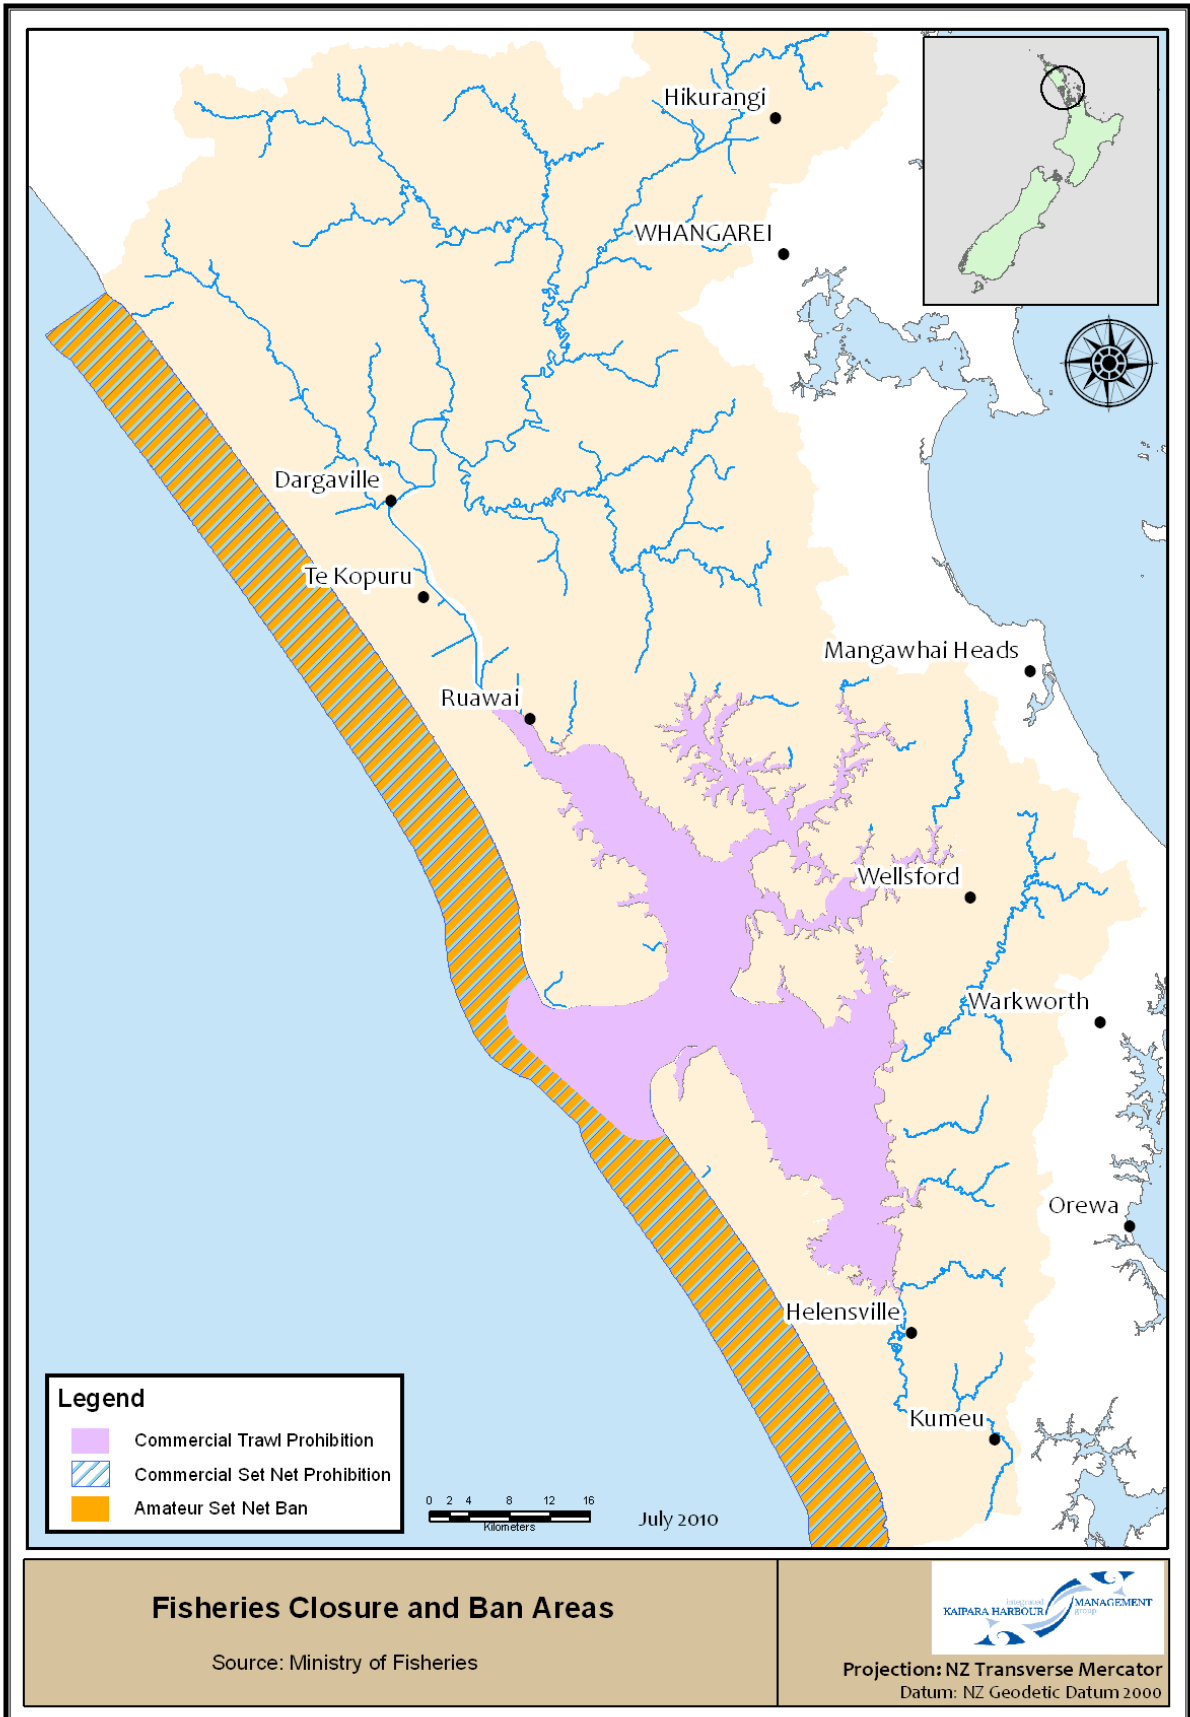 Hikurangi
WHANGAREI
Dargaville
Te Kopuru
Mangawhai Heads
Ruawai
Wellsford
Warkworth
Orewa
Helensville
Kumeu
Legend
Commercial Trawl Prohibition
Commercial Set Net Prohibition
Amateur Set Net Ban
0 2 4 8 12 16
Kilometers
July 2010
Fisheries Closure and Ban Areas
Source: Ministry of Fisheries
integrated
KAIPARA HARBOUR MANAGEMENT
group
Projection: NZ Transverse Mercator
Datum: NZ Geodetic Datum 2000